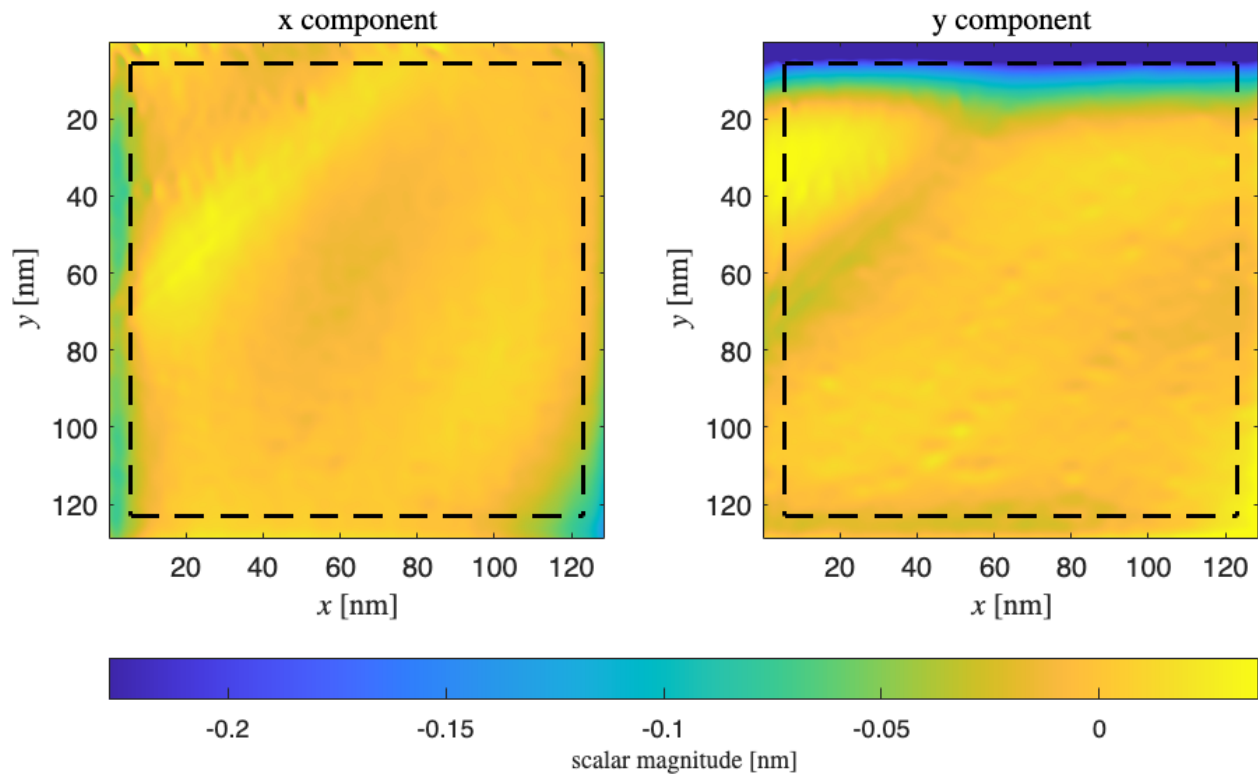 x component
y component
20
40
60
80
100
120
y [nm]
20 40 60 80 100 120
x [nm]
20
40
60
80
100
120
y [nm]
20 40 60 80 100 120
x [nm]
-0.2 -0.15 -0.1 -0.05 0
scalar magnitude [nm]